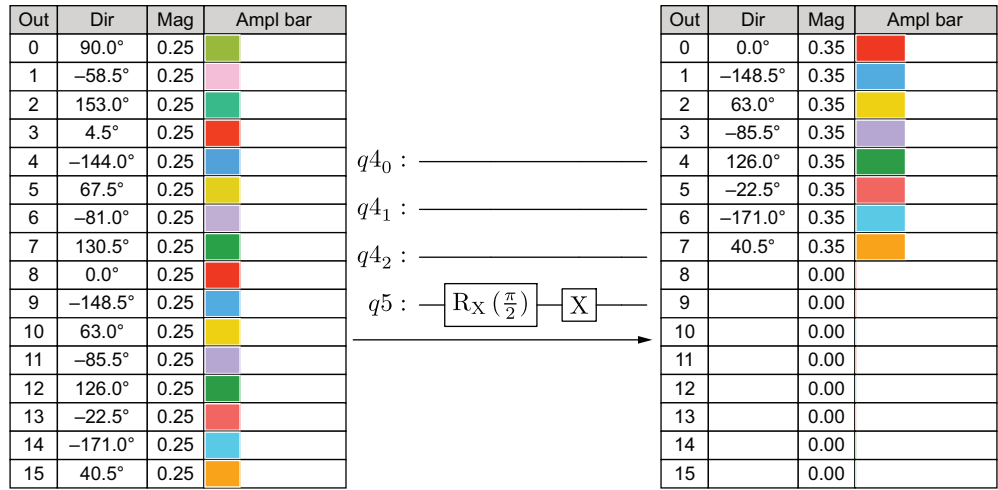 Out Dir Mag Ampl bar
0 90.0° 0.25
1 –58.5° 0.25
2 153.0° 0.25
3 4.5° 0.25
4 –144.0° 0.25
5 67.5° 0.25
6 –81.0° 0.25
7 130.5° 0.25
8 0.0° 0.25
9 –148.5° 0.25
10 63.0° 0.25
11 –85.5° 0.25
12 126.0° 0.25
13 –22.5° 0.25
14 –171.0° 0.25
15 40.5° 0.25
q4₀ :
q4₁ :
q4₂ :
q5 : R_X (π/2) X
Out Dir Mag Ampl bar
0 0.0° 0.35
1 –148.5° 0.35
2 63.0° 0.35
3 –85.5° 0.35
4 126.0° 0.35
5 –22.5° 0.35
6 –171.0° 0.35
7 40.5° 0.35
8 0.00
9 0.00
10 0.00
11 0.00
12 0.00
13 0.00
14 0.00
15 0.00